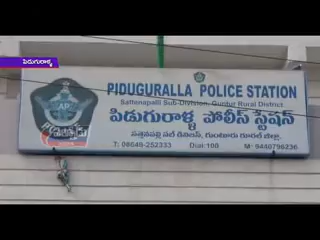 పిడుగురాళ్ళ
PIDUGURALLA POLICE STATION
Sattenapalli Sub-Division, Guntur Rural District
పిడుగురాళ్ళ పోలీస్ స్టేషన్
సత్తెనపల్లి సబ్ డివిజన్, గుంటూరు రూరల్ జిల్లా.
T: 08649-252333 Dial:100 M: 9440796236
AP